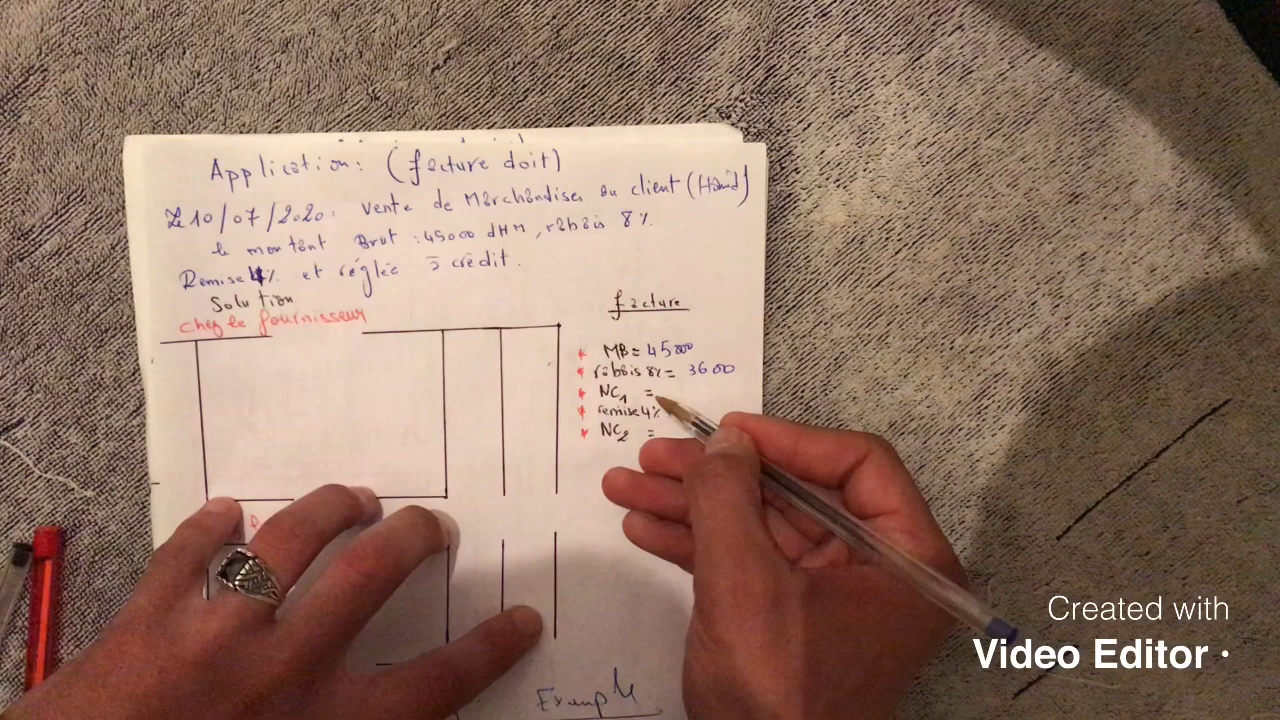 Application: (facture doit)
Le 10/07/2020: vente de Marchandises au client (Hamid)
le montant Brut : 45000 dHM, rabais 8%
Remise 4% et réglée à crédit.
Solution
chez le fournisseur
facture
* MB = 45000
* rabais 8% = 3600
* NC1 =
* remise 4%
* NC2 =
Exemple
Created with
Video Editor